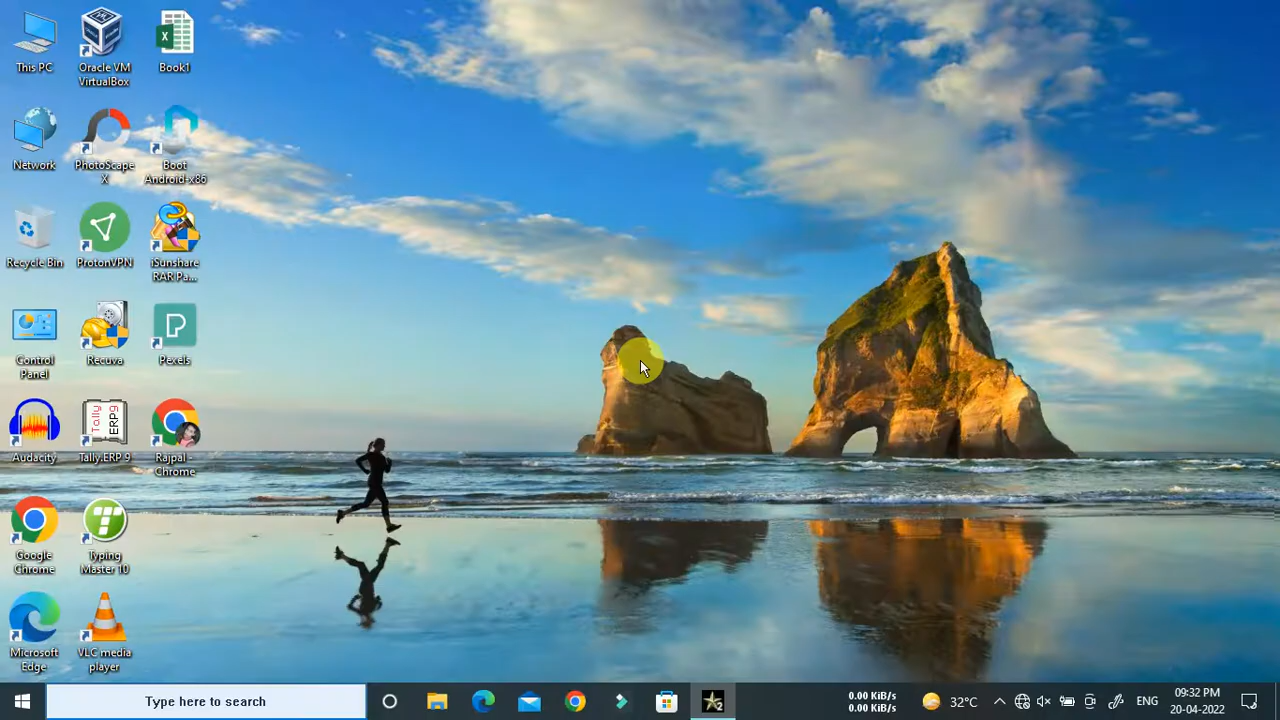 This PC
Oracle VM
VirtualBox
Book1
Network
PhotoScape
X
Boot
Android-x86
Recycle Bin
ProtonVPN
iSunshare
RAR Pa...
Control
Panel
Recuva
Pexels
Audacity
Tally
ERP9
Tally.ERP 9
Rajpal -
Chrome
Google
Chrome
Typing
Master 10
Microsoft
Edge
VLC media
player
Type here to search
0.00 KiB/s
0.00 KiB/s
32°C
ENG
09:32 PM
20-04-2022